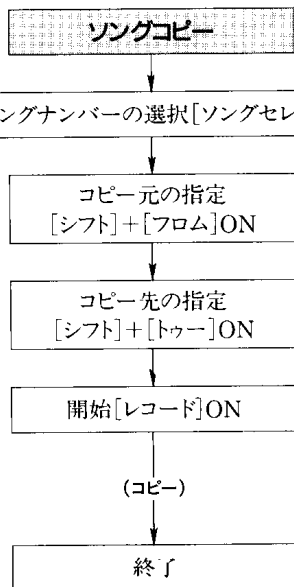 ソングコピー
ングナンバーの選択[ソングセレ
コピー元の指定
[シフト]+[フロム]ON
コピー先の指定
[シフト]+[トゥー]ON
開始[レコード]ON
(コピー)
終了